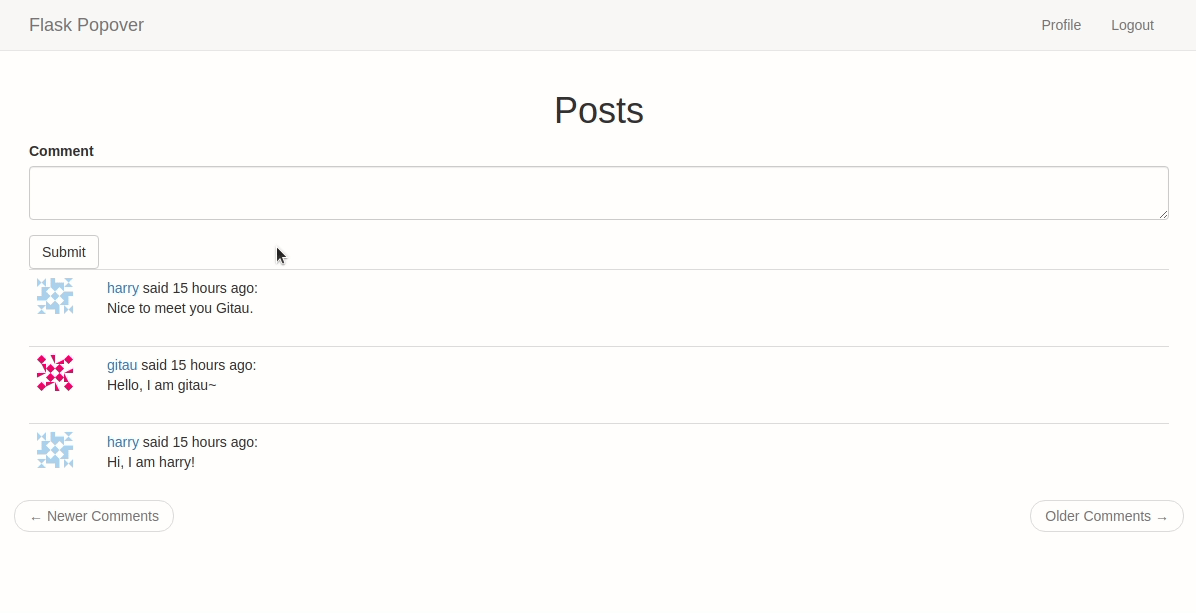 Flask Popover Profile Logout
Posts
Comment
Submit
harry said 15 hours ago:
Nice to meet you Gitau.
gitau said 15 hours ago:
Hello, I am gitau~
harry said 15 hours ago:
Hi, I am harry!
← Newer Comments Older Comments →